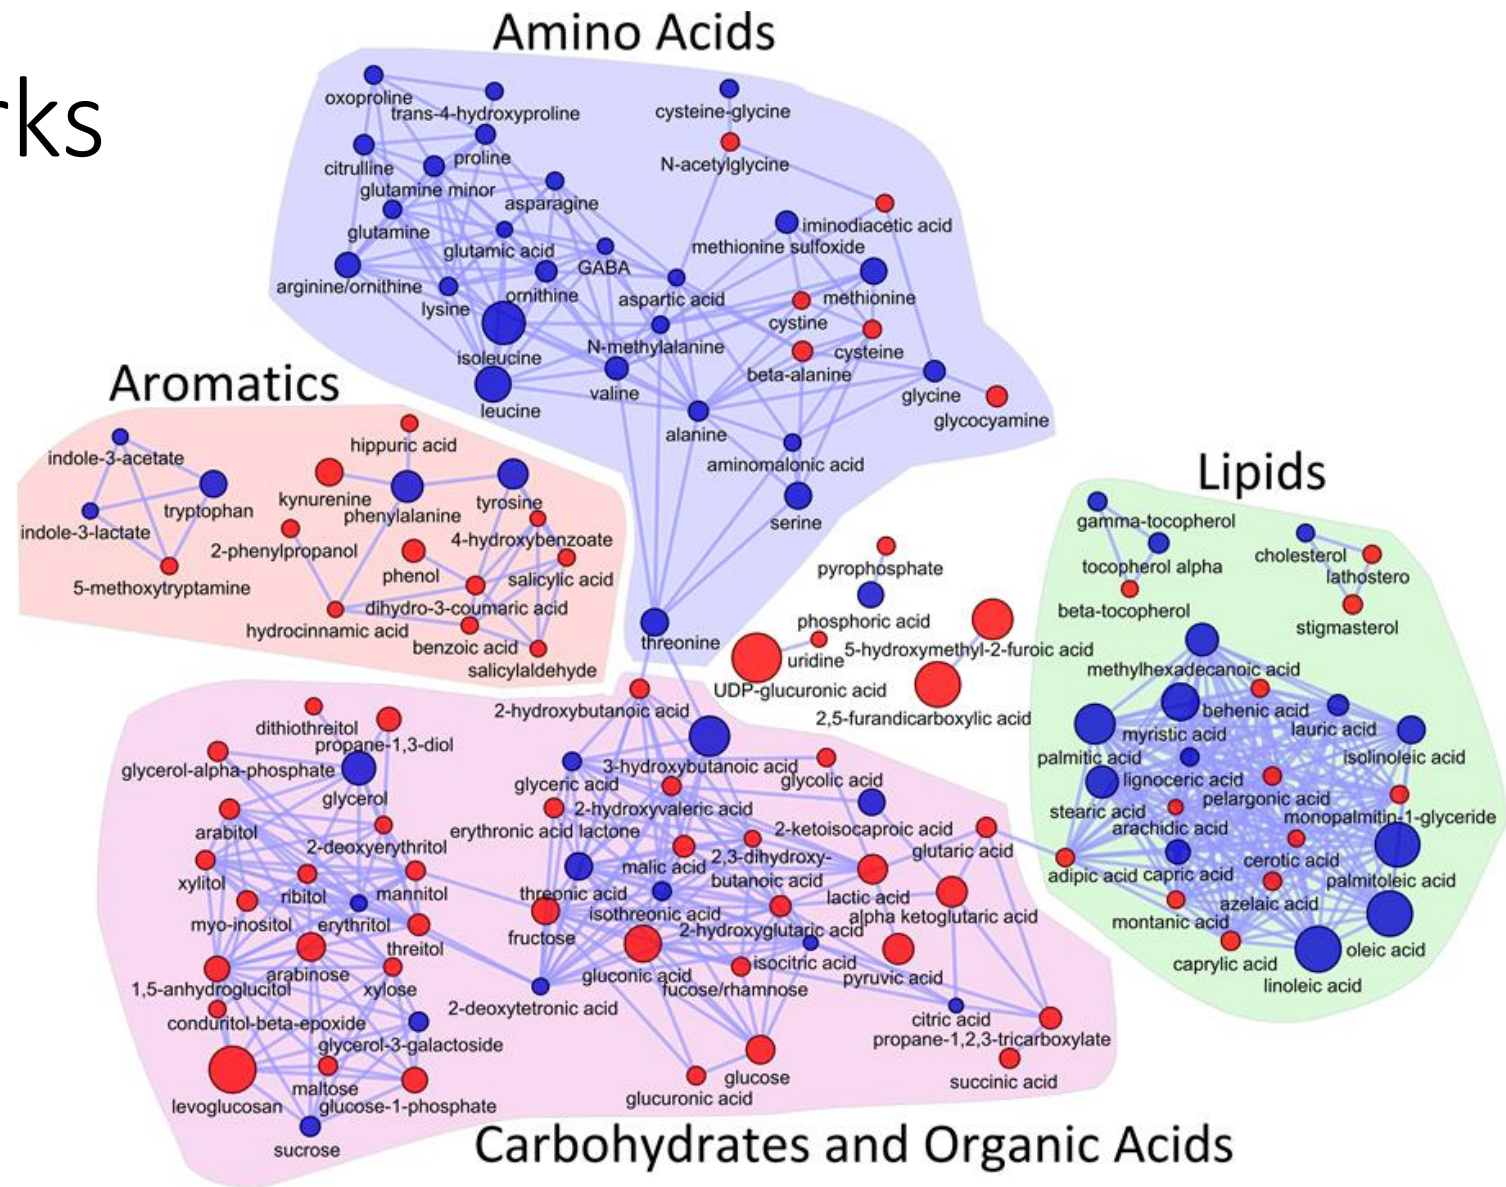 rks
Amino Acids
oxoproline
trans-4-hydroxyproline
cysteine-glycine
citrulline
proline
N-acetylglycine
glutamine minor
asparagine
glutamine
iminodiacetic acid
methionine sulfoxide
glutamic acid
GABA
arginine/ornithine
lysine
ornithine
aspartic acid
methionine
cystine
isoleucine
N-methylalanine
cysteine
beta-alanine
valine
leucine
glycine
glycocyamine
alanine
aminomalonic acid
serine
threonine
Aromatics
hippuric acid
indole-3-acetate
kynurenine
tryptophan
phenylalanine
tyrosine
indole-3-lactate
2-phenylpropanol
4-hydroxybenzoate
phenol
salicylic acid
5-methoxytryptamine
dihydro-3-coumaric acid
hydrocinnamic acid
benzoic acid
salicylaldehyde
pyrophosphate
phosphoric acid
uridine
5-hydroxymethyl-2-furoic acid
UDP-glucuronic acid
2,5-furandicarboxylic acid
Lipids
gamma-tocopherol
cholesterol
tocopherol alpha
lathostero
beta-tocopherol
stigmasterol
methylhexadecanoic acid
behenic acid
lauric acid
myristic acid
palmitic acid
isolinoleic acid
lignoceric acid
pelargonic acid
stearic acid
monopalmitin-1-glyceride
arachidic acid
cerotic acid
adipic acid
capric acid
palmitoleic acid
azelaic acid
montanic acid
oleic acid
caprylic acid
linoleic acid
2-hydroxybutanoic acid
dithiothreitol
propane-1,3-diol
glycerol-alpha-phosphate
glycerol
3-hydroxybutanoic acid
glyceric acid
glycolic acid
2-hydroxyvaleric acid
arabitol
erythronic acid lactone
2-ketoisocaproic acid
2-deoxyerythritol
malic acid
2,3-dihydroxy-
butanoic acid
glutaric acid
xylitol
ribitol
mannitol
threonic acid
lactic acid
isothreonic acid
alpha ketoglutaric acid
myo-inositol
erythritol
2-hydroxyglutaric acid
threitol
fructose
isocitric acid
arabinose
gluconic acid
pyruvic acid
1,5-anhydroglucitol
xylose
fucose/rhamnose
2-deoxytetronic acid
conduritol-beta-epoxide
citric acid
glycerol-3-galactoside
propane-1,2,3-tricarboxylate
maltose
glucose
succinic acid
levoglucosan
glucose-1-phosphate
glucuronic acid
sucrose
Carbohydrates and Organic Acids